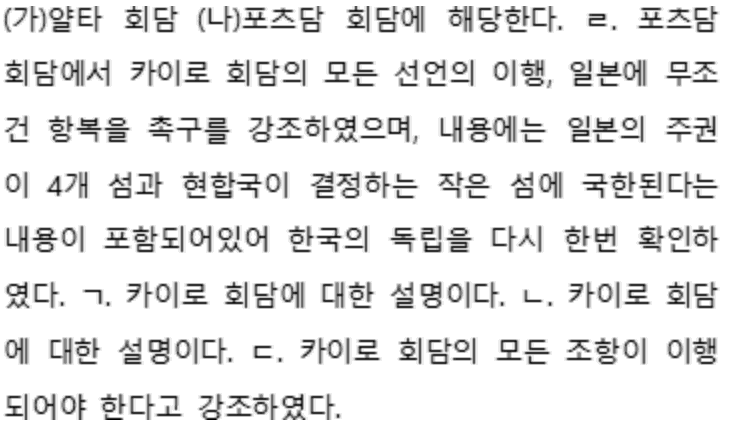 (가)얄타 회담 (나)포츠담 회담에 해당한다. ㄹ. 포츠담
회담에서 카이로 회담의 모든 선언의 이행, 일본에 무조
건 항복을 촉구를 강조하였으며, 내용에는 일본의 주권
이 4개 섬과 현합국이 결정하는 작은 섬에 국한된다는
내용이 포함되어있어 한국의 독립을 다시 한번 확인하
였다. ㄱ. 카이로 회담에 대한 설명이다. ㄴ. 카이로 회담
에 대한 설명이다. ㄷ. 카이로 회담의 모든 조항이 이행
되어야 한다고 강조하였다.